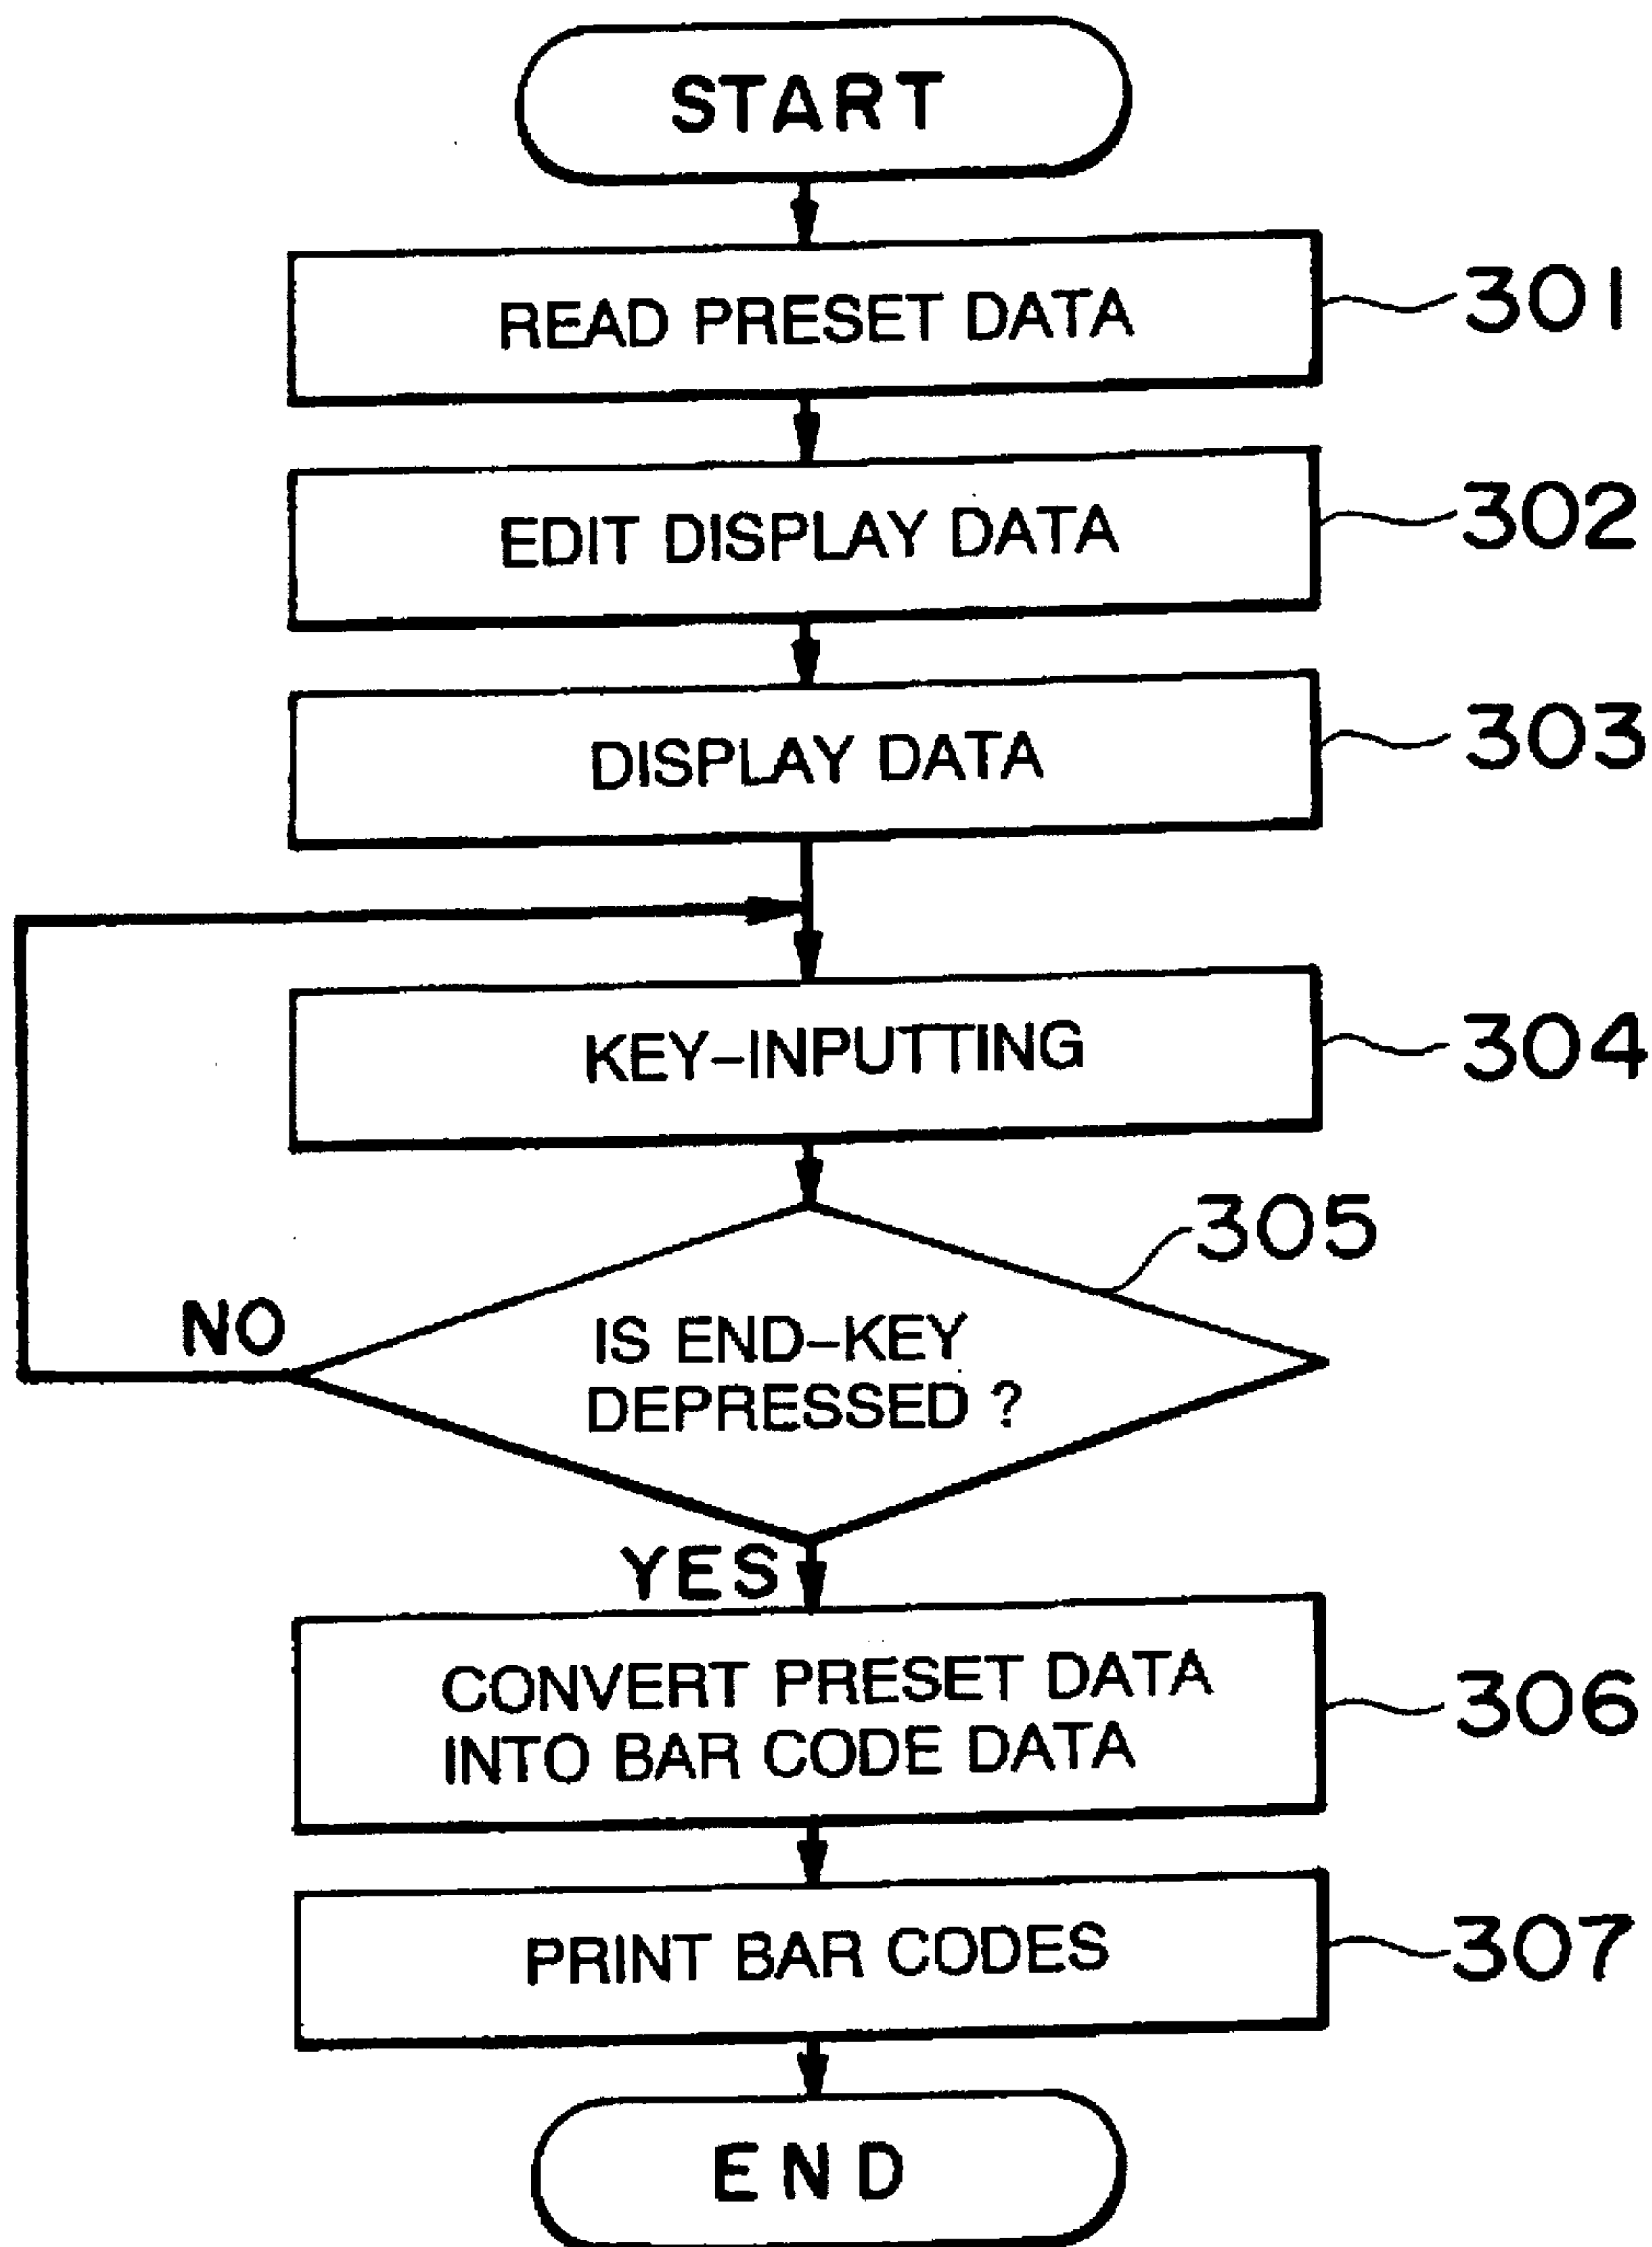 START
READ PRESET DATA
301
EDIT DISPLAY DATA
302
DISPLAY DATA
303
KEY-INPUTTING
304
305
NO
IS END-KEY
DEPRESSED ?
YES
CONVERT PRESET DATA
INTO BAR CODE DATA
306
PRINT BAR CODES
307
END